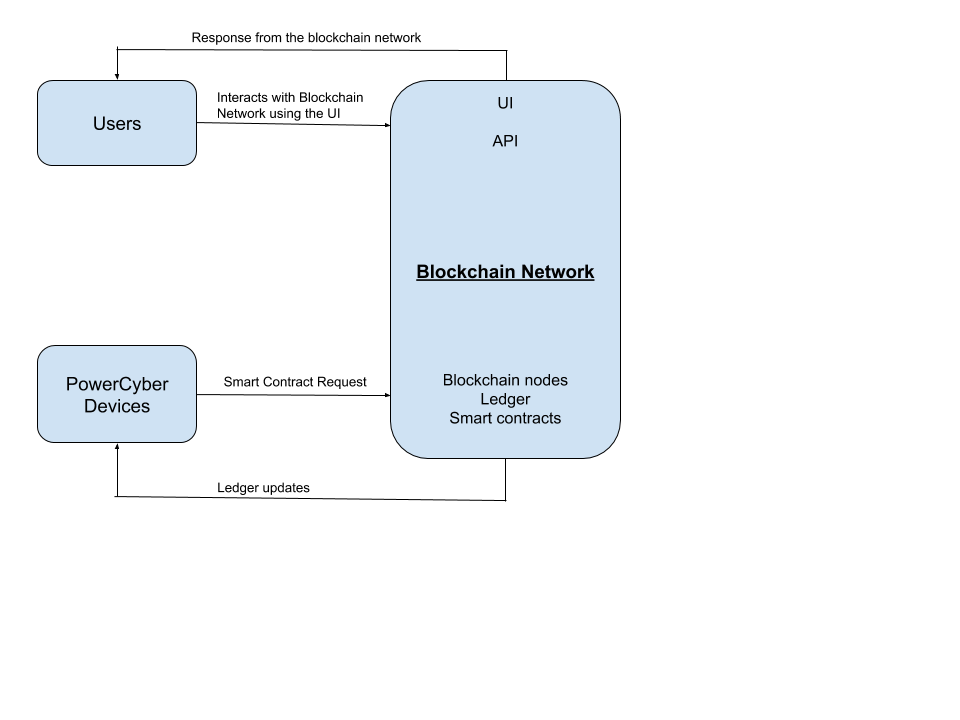 Response from the blockchain network
Users
Interacts with Blockchain
Network using the UI
UI
API
Blockchain Network
PowerCyber
Devices
Smart Contract Request
Blockchain nodes
Ledger
Smart contracts
Ledger updates